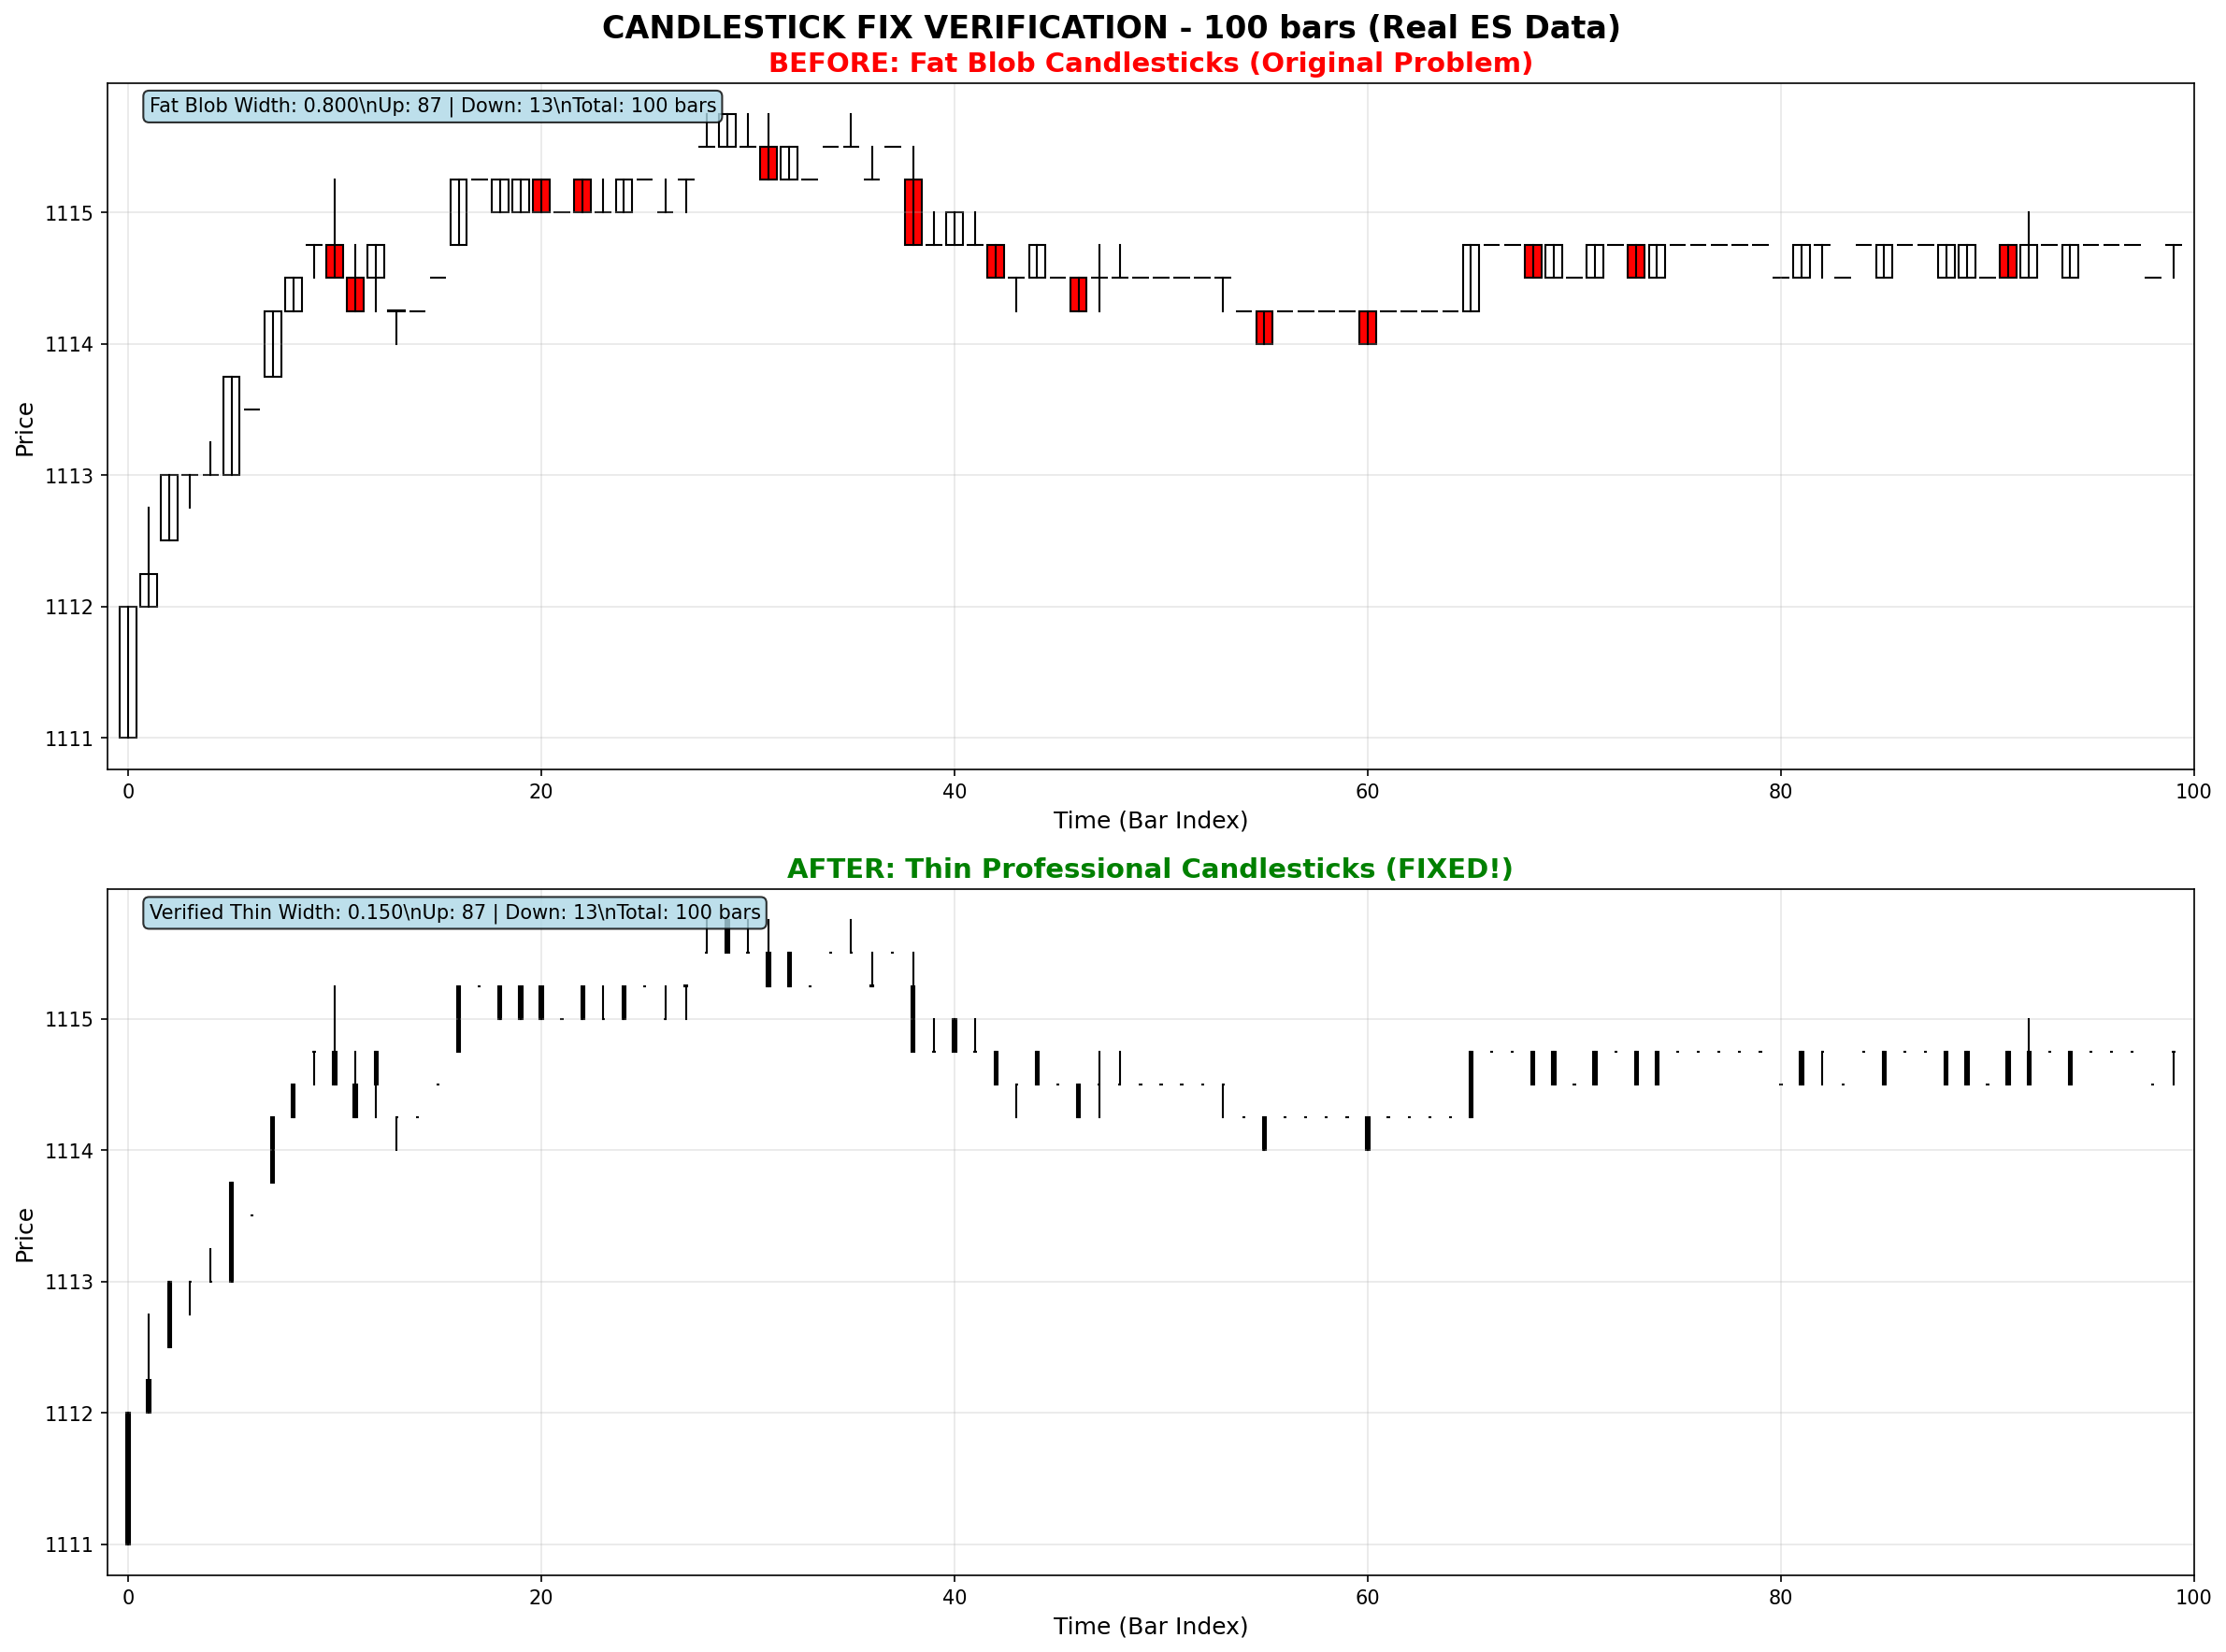 CANDLESTICK FIX VERIFICATION - 100 bars (Real ES Data)
BEFORE: Fat Blob Candlesticks (Original Problem)
Fat Blob Width: 0.800\nUp: 87 | Down: 13\nTotal: 100 bars
Price
1115
1114
1113
1112
1111
0
20
40
60
80
100
Time (Bar Index)
AFTER: Thin Professional Candlesticks (FIXED!)
Verified Thin Width: 0.150\nUp: 87 | Down: 13\nTotal: 100 bars
Price
1115
1114
1113
1112
1111
0
20
40
60
80
100
Time (Bar Index)